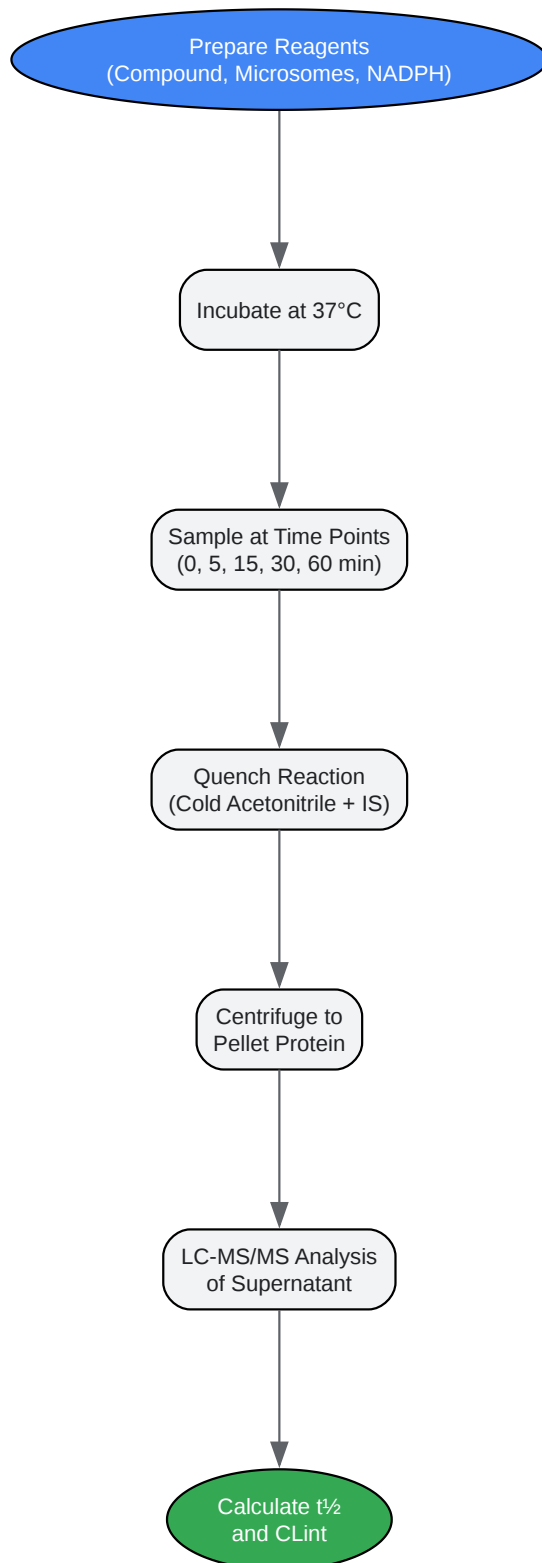 Prepare Reagents
(Compound, Microsomes, NADPH)
Incubate at 37°C
Sample at Time Points
(0, 5, 15, 30, 60 min)
Quench Reaction
(Cold Acetonitrile + IS)
Centrifuge to
Pellet Protein
LC-MS/MS Analysis
of Supernatant
Calculate t½
and CLint